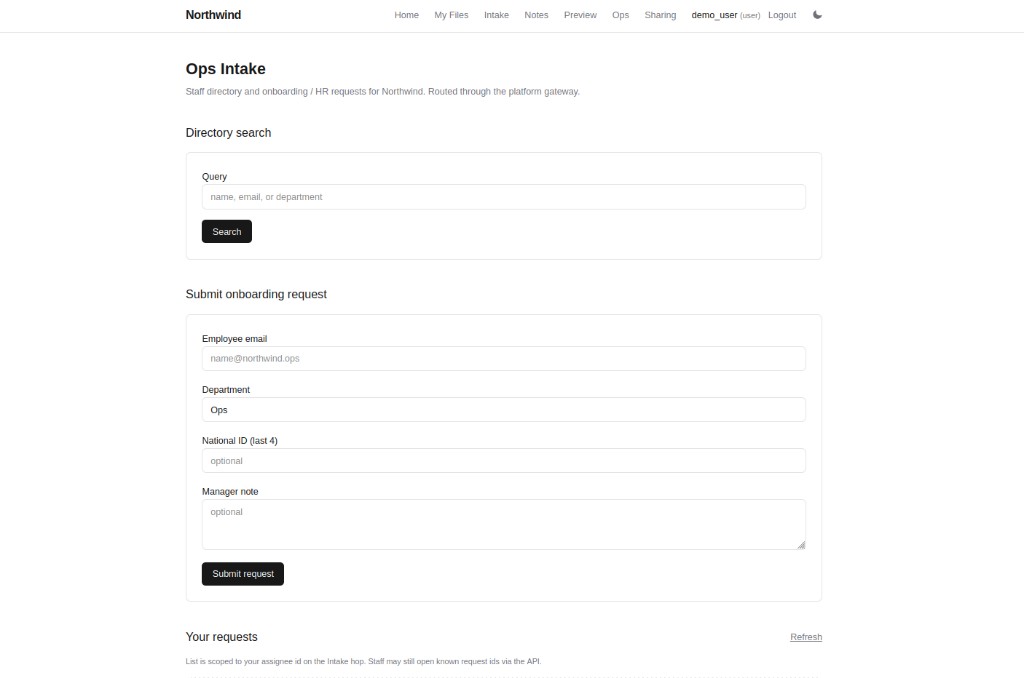 Northwind
Home My Files Intake Notes Preview Ops Sharing demo_user (user) Logout
Ops Intake
Staff directory and onboarding / HR requests for Northwind. Routed through the platform gateway.
Directory search
Query
name, email, or department
Search
Submit onboarding request
Employee email
name@northwind.ops
Department
Ops
National ID (last 4)
optional
Manager note
optional
Submit request
Your requests Refresh
List is scoped to your assignee id on the Intake hop. Staff may still open known request ids via the API.